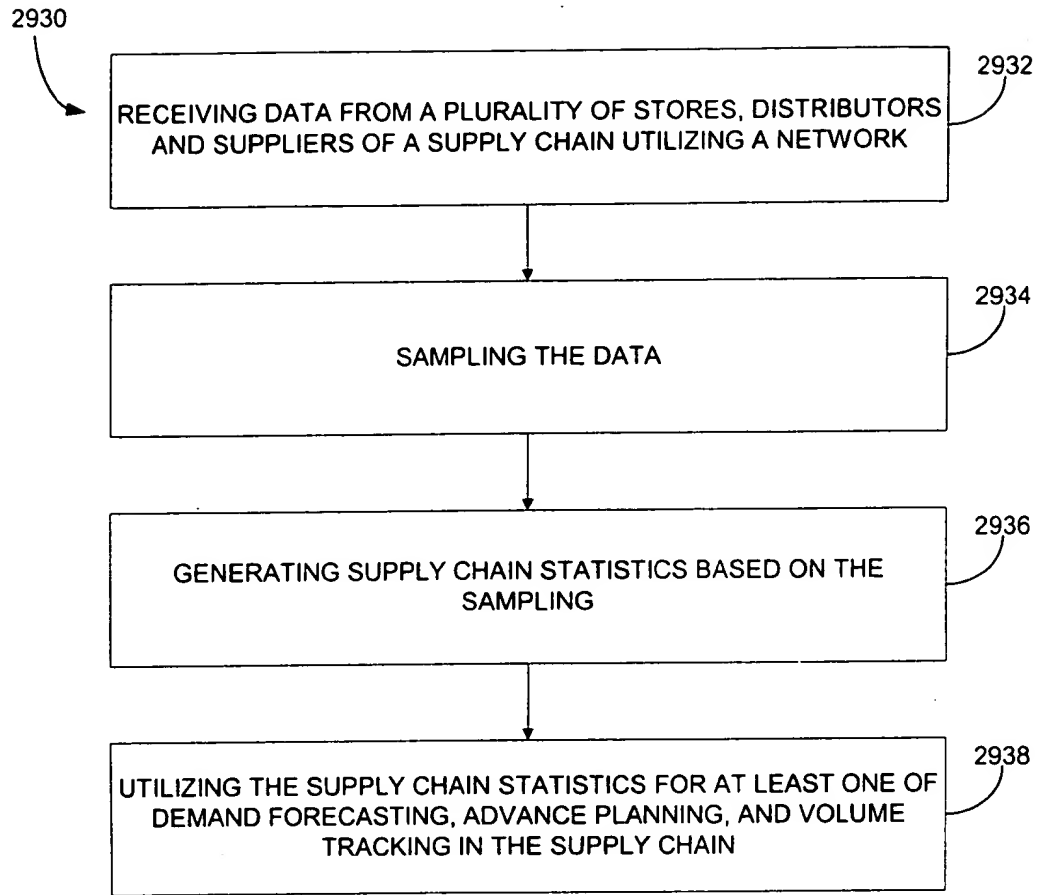 2930
2932
RECEIVING DATA FROM A PLURALITY OF STORES, DISTRIBUTORS
AND SUPPLIERS OF A SUPPLY CHAIN UTILIZING A NETWORK
2934
SAMPLING THE DATA
2936
GENERATING SUPPLY CHAIN STATISTICS BASED ON THE
SAMPLING
2938
UTILIZING THE SUPPLY CHAIN STATISTICS FOR AT LEAST ONE OF
DEMAND FORECASTING, ADVANCE PLANNING, AND VOLUME
TRACKING IN THE SUPPLY CHAIN